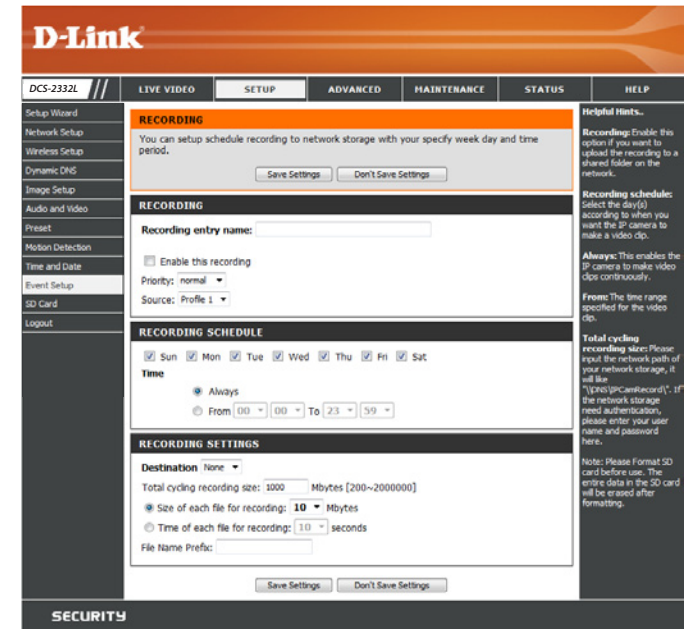 D-Link
DCS-2332L
LIVE VIDEO
SETUP
ADVANCED
MAINTENANCE
STATUS
HELP
Setup Wizard
Network Setup
Wireless Setup
Dynamic DNS
Image Setup
Audio and Video
Preset
Motion Detection
Time and Date
Event Setup
SD Card
Logout
RECORDING
You can setup schedule recording to network storage with your specify week day and time
period.
Save Settings Don't Save Settings
RECORDING
Recording entry name:
Enable this recording
Priority: normal
Source: Profile 1
RECORDING SCHEDULE
Sun Mon Tue Wed Thu Fri Sat
Time
Always
From 00 00 To 23 59
RECORDING SETTINGS
Destination None
Total cycling recording size: 1000 Mbytes [200~2000000]
Size of each file for recording: 10 Mbytes
Time of each file for recording: 10 seconds
File Name Prefix:
Save Settings Don't Save Settings
Helpful Hints..
Recording: Enable this
option if you want to
upload the recording to a
shared folder on the
network.
Recording schedule:
Select the day(s)
according to when you
want the IP camera to
make a video clip.
Always: This enables the
IP camera to make video
clips continuously.
From: The time range
specified for the video
clip.
Total cycling
recording size: Please
input the network path of
your network storage, it
will like
"\\DNS\IPCamRecord\". If
the network storage
need authentication,
please enter your user
name and password
here.
Note: Please Format SD
card before use. The
entire data in the SD card
will be erased after
formatting.
SECURITY